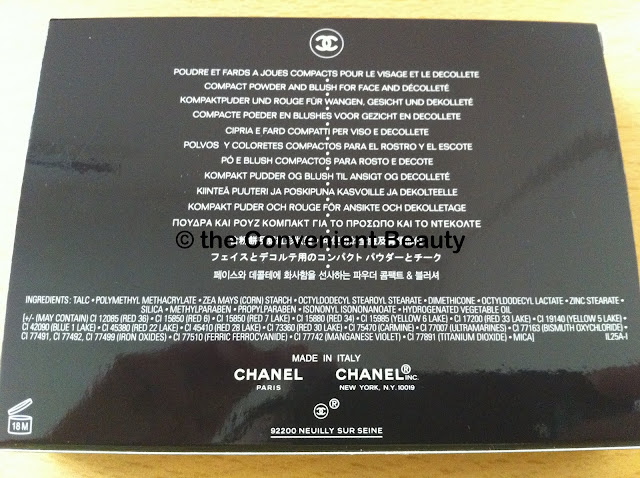 POUDRE ET FARDS A JOUES COMPACTS POUR LE VISAGE ET LE DECOLLETE
COMPACT POWDER AND BLUSH FOR FACE AND DÉCOLLETÉ
KOMPAKTPUDER UND ROUGE FÜR WANGEN, GESICHT UND DEKOLLETÉ
COMPACTE POEDER EN BLUSHES VOOR GEZICHT EN DECOLLETE
CIPRIA E FARD COMPATTI PER VISO E DECOLLETE
POLVOS Y COLORETES COMPACTOS PARA EL ROSTRO Y EL ESCOTE
PÓ E BLUSH COMPACTOS PARA ROSTO E DECOTE
KOMPAKT PUDDER OG BLUSH TIL ANSIGT OG DECOLLETÉ
KIINTEÄ PUUTERI JA POSKIPUNA KASVOILLE JA DEKOLTEELLE
KOMPAKT PUDER OCH ROUGE FÖR ANSIKTE OCH DEKOLLETAGE
ΠΟΥΔΡΑ ΚΑΙ ΡΟΥΖ ΚΟΜΠΑΚΤ ΓΙΑ ΤΟ ΠΡΟΣΩΠΟ ΚΑΙ ΤΟ ΝΤΕΚΟΛΤΕ
© the Convenient Beauty
フェイスとデコルテ用のコンパクト パウダーとチーク
페이스와 데콜테에 화사함을 선사하는 파우더 콤팩트 & 블러셔
INGREDIENTS: TALC • POLYMETHYL METHACRYLATE • ZEA MAYS (CORN) STARCH • OCTYLDODECYL STEAROYL STEARATE • DIMETHICONE • OCTYLDODECYL LACTATE • ZINC STEARATE •
SILICA • METHYLPARABEN • PROPYLPARABEN • ISONONYL ISONONANOATE • HYDROGENATED VEGETABLE OIL
[+/- (MAY CONTAIN) CI 12085 (RED 36) • CI 15850 (RED 6) • CI 15850 (RED 7 LAKE) • CI 15880 (RED 34) • CI 15985 (YELLOW 6 LAKE) • CI 17200 (RED 33 LAKE) • CI 19140 (YELLOW 5 LAKE)
• CI 42090 (BLUE 1 LAKE) • CI 45380 (RED 22 LAKE) • CI 45410 (RED 28 LAKE) • CI 73360 (RED 30 LAKE) • CI 75470 (CARMINE) • CI 77007 (ULTRAMARINES) • CI 77163 (BISMUTH OXYCHLORIDE) •
CI 77491, CI 77492, CI 77499 (IRON OXIDES) • CI 77510 (FERRIC FERROCYANIDE) • CI 77742 (MANGANESE VIOLET) • CI 77891 (TITANIUM DIOXIDE) • MICA] IL25A-I
MADE IN ITALY
CHANEL CHANEL® INC.
PARIS NEW YORK, N.Y. 10019
®
18 M
92200 NEUILLY SUR SEINE